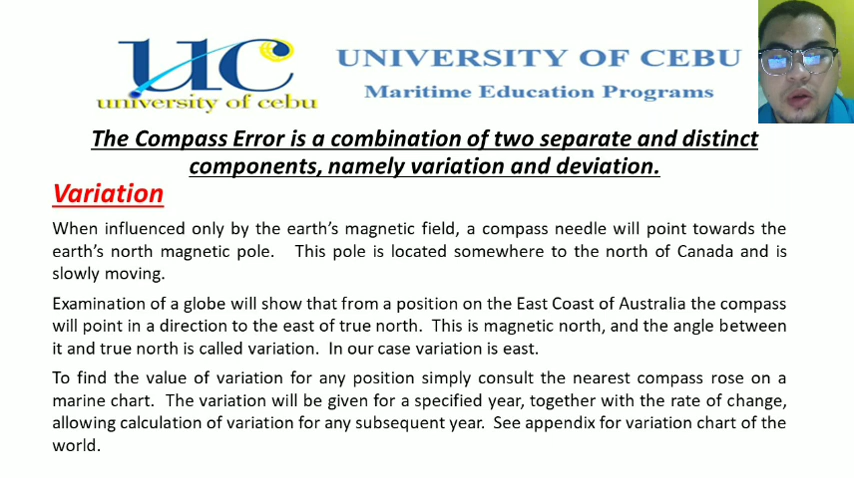 UC
university of cebu
UNIVERSITY OF CEBU
Maritime Education Programs
The Compass Error is a combination of two separate and distinct
components, namely variation and deviation.
Variation
When influenced only by the earth's magnetic field, a compass needle will point towards the
earth's north magnetic pole. This pole is located somewhere to the north of Canada and is
slowly moving.
Examination of a globe will show that from a position on the East Coast of Australia the compass
will point in a direction to the east of true north. This is magnetic north, and the angle between
it and true north is called variation. In our case variation is east.
To find the value of variation for any position simply consult the nearest compass rose on a
marine chart. The variation will be given for a specified year, together with the rate of change,
allowing calculation of variation for any subsequent year. See appendix for variation chart of the
world.